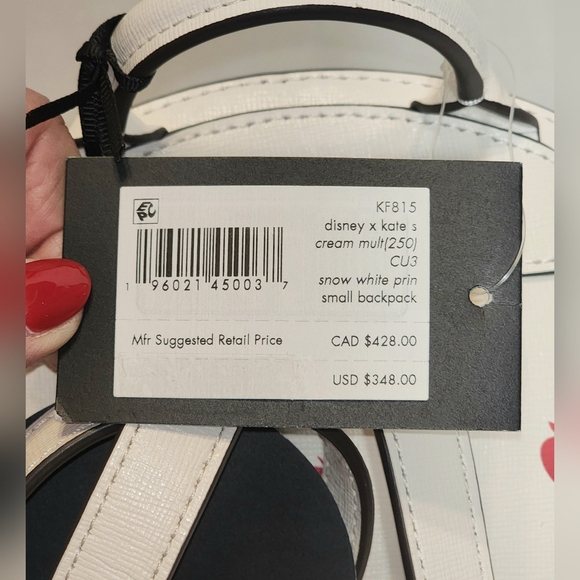 KF815
disney x kate s
cream mult(250)
CU3
snow white prin
small backpack
1 96021 45003 7
Mfr Suggested Retail Price CAD $428.00
USD $348.00